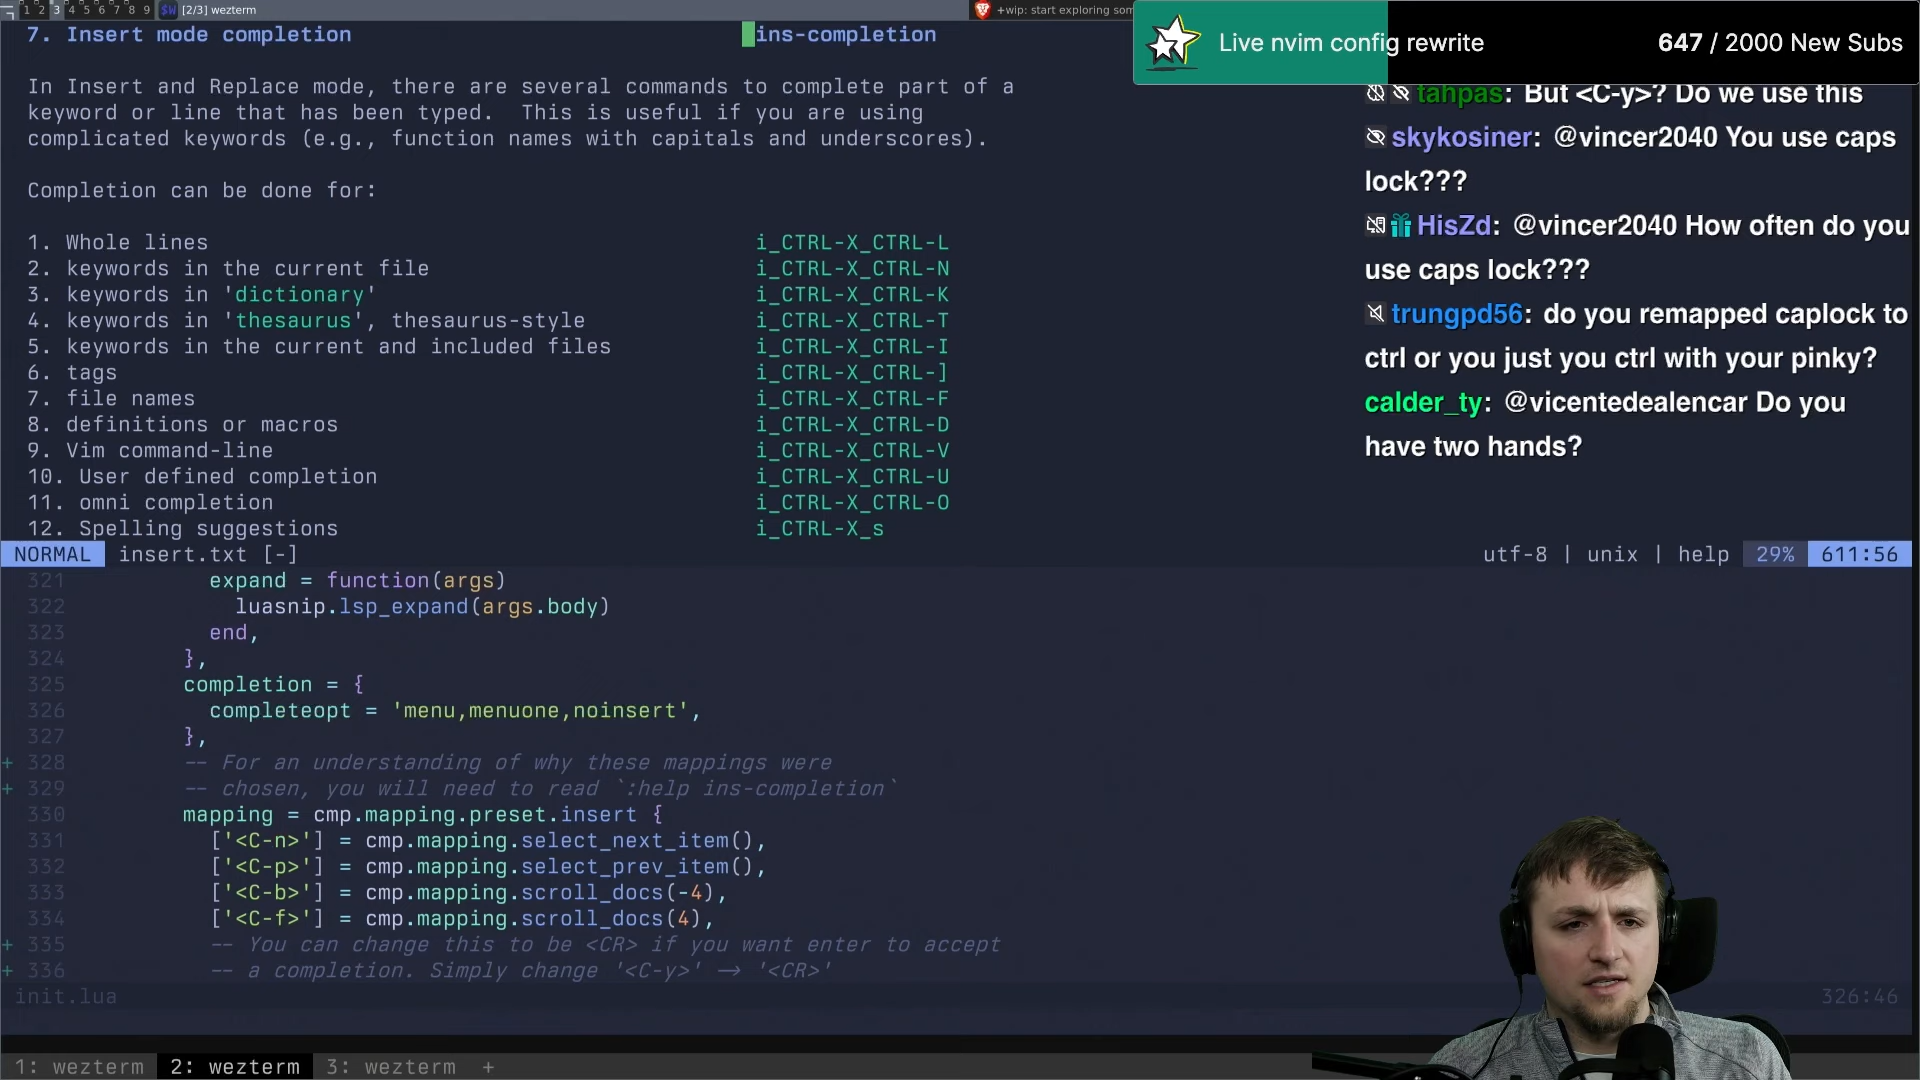 1 2 3 4 5 6 7 8 9 $W [2/3] wezterm
+wip: start exploring som
Live nvim config rewrite 647 / 2000 New Subs
7. Insert mode completion ins-completion
In Insert and Replace mode, there are several commands to complete part of a
keyword or line that has been typed.  This is useful if you are using
complicated keywords (e.g., function names with capitals and underscores).
Completion can be done for:
1. Whole lines i_CTRL-X_CTRL-L
2. keywords in the current file i_CTRL-X_CTRL-N
3. keywords in 'dictionary' i_CTRL-X_CTRL-K
4. keywords in 'thesaurus', thesaurus-style i_CTRL-X_CTRL-T
5. keywords in the current and included files i_CTRL-X_CTRL-I
6. tags i_CTRL-X_CTRL-]
7. file names i_CTRL-X_CTRL-F
8. definitions or macros i_CTRL-X_CTRL-D
9. Vim command-line i_CTRL-X_CTRL-V
10. User defined completion i_CTRL-X_CTRL-U
11. omni completion i_CTRL-X_CTRL-O
12. Spelling suggestions i_CTRL-X_s
NORMAL insert.txt [-] utf-8 | unix | help 29% 611:56
321 expand = function(args)
322 luasnip.lsp_expand(args.body)
323 end,
324 },
325 completion = {
326 completeopt = 'menu,menuone,noinsert',
327 },
+ 328 -- For an understanding of why these mappings were
+ 329 -- chosen, you will need to read `:help ins-completion`
330 mapping = cmp.mapping.preset.insert {
331 ['<C-n>'] = cmp.mapping.select_next_item(),
332 ['<C-p>'] = cmp.mapping.select_prev_item(),
333 ['<C-b>'] = cmp.mapping.scroll_docs(-4),
334 ['<C-f>'] = cmp.mapping.scroll_docs(4),
+ 335 -- You can change this to be <CR> if you want enter to accept
+ 336 -- a completion. Simply change '<C-y>' → '<CR>'
init.lua 326:46
1: wezterm 2: wezterm 3: wezterm +
tahpas: But <C-y>? Do we use this
skykosiner: @vincer2040 You use caps
lock???
HisZd: @vincer2040 How often do you
use caps lock???
trungpd56: do you remapped caplock to
ctrl or you just you ctrl with your pinky?
calder_ty: @vicentedealencar Do you
have two hands?